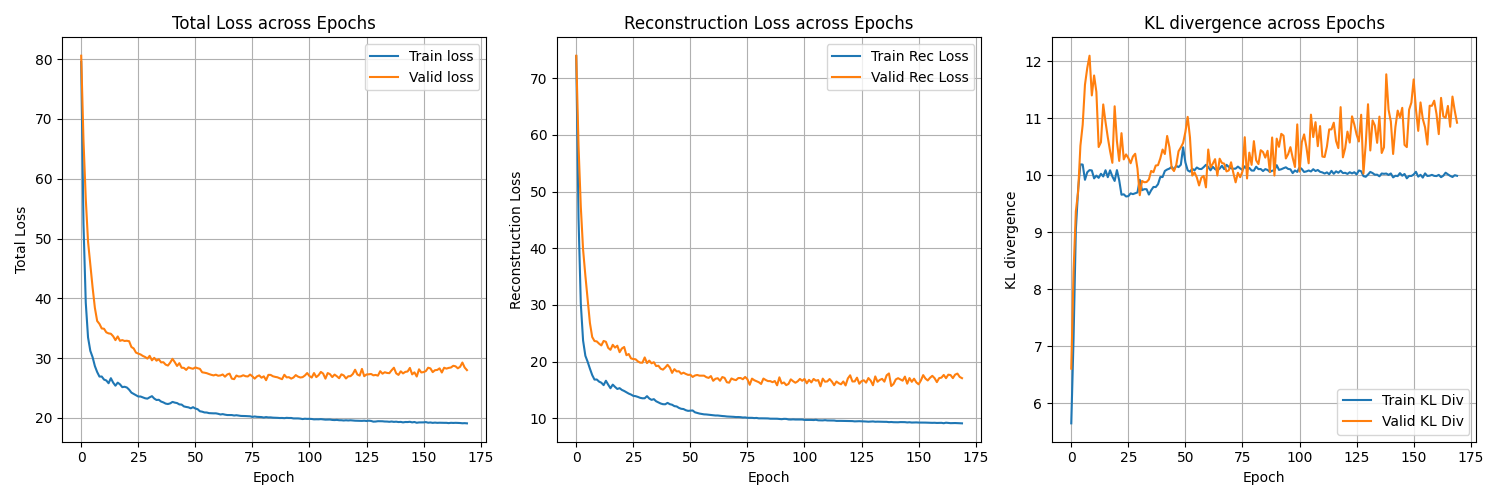 Total Loss across Epochs
Train loss
Valid loss
80
70
60
50
40
30
20
Total Loss
0 25 50 75 100 125 150 175
Epoch
Reconstruction Loss across Epochs
Train Rec Loss
Valid Rec Loss
70
60
50
40
30
20
10
Reconstruction Loss
0 25 50 75 100 125 150 175
Epoch
KL divergence across Epochs
12
11
10
9
8
7
6
KL divergence
Train KL Div
Valid KL Div
0 25 50 75 100 125 150 175
Epoch